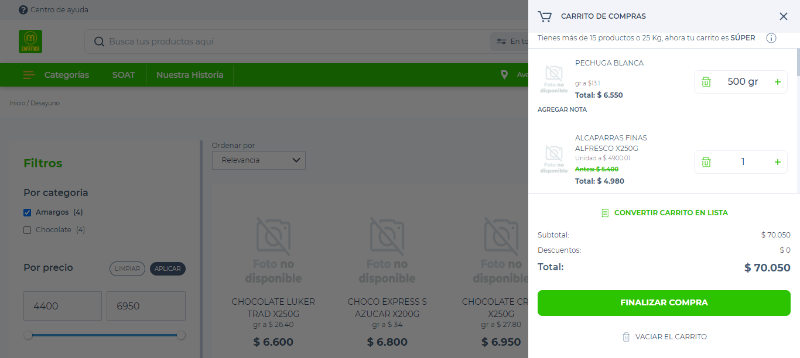 Centro de ayuda
Busca tus productos aquí
En to
Categorías
SOAT
Nuestra Historia
Inicio / Desayuno
Filtros
Por categoría
Amargos (4)
Chocolate (4)
Por precio
LIMPIAR
APLICAR
4400
6950
Ordenar por
Relevancia
Foto no
disponible
CHOCOLATE LUKER
TRAD X250G
gr a $ 26.40
$ 6.600
Foto no
disponible
CHOCO EXPRESS S
AZUCAR X200G
gr a $ 34
$ 6.800
Foto no
disponible
CHOCOLATE CR
X250G
gr a $ 27.80
$ 6.950
CARRITO DE COMPRAS
Tienes más de 15 productos o 25 Kg, ahora tu carrito es SÚPER
Foto no
disponible
PECHUGA BLANCA
gr a $13.1
Total: $ 6.550
500 gr
+
AGREGAR NOTA
Foto no
disponible
ALCAPARRAS FINAS
ALFRESCO X250G
Unidad a $ 4900.01
Antes: $ 5.400
Total: $ 4.980
1
+
CONVERTIR CARRITO EN LISTA
Subtotal: $ 70.050
Descuentos: $ 0
Total: $ 70.050
FINALIZAR COMPRA
VACIAR EL CARRITO